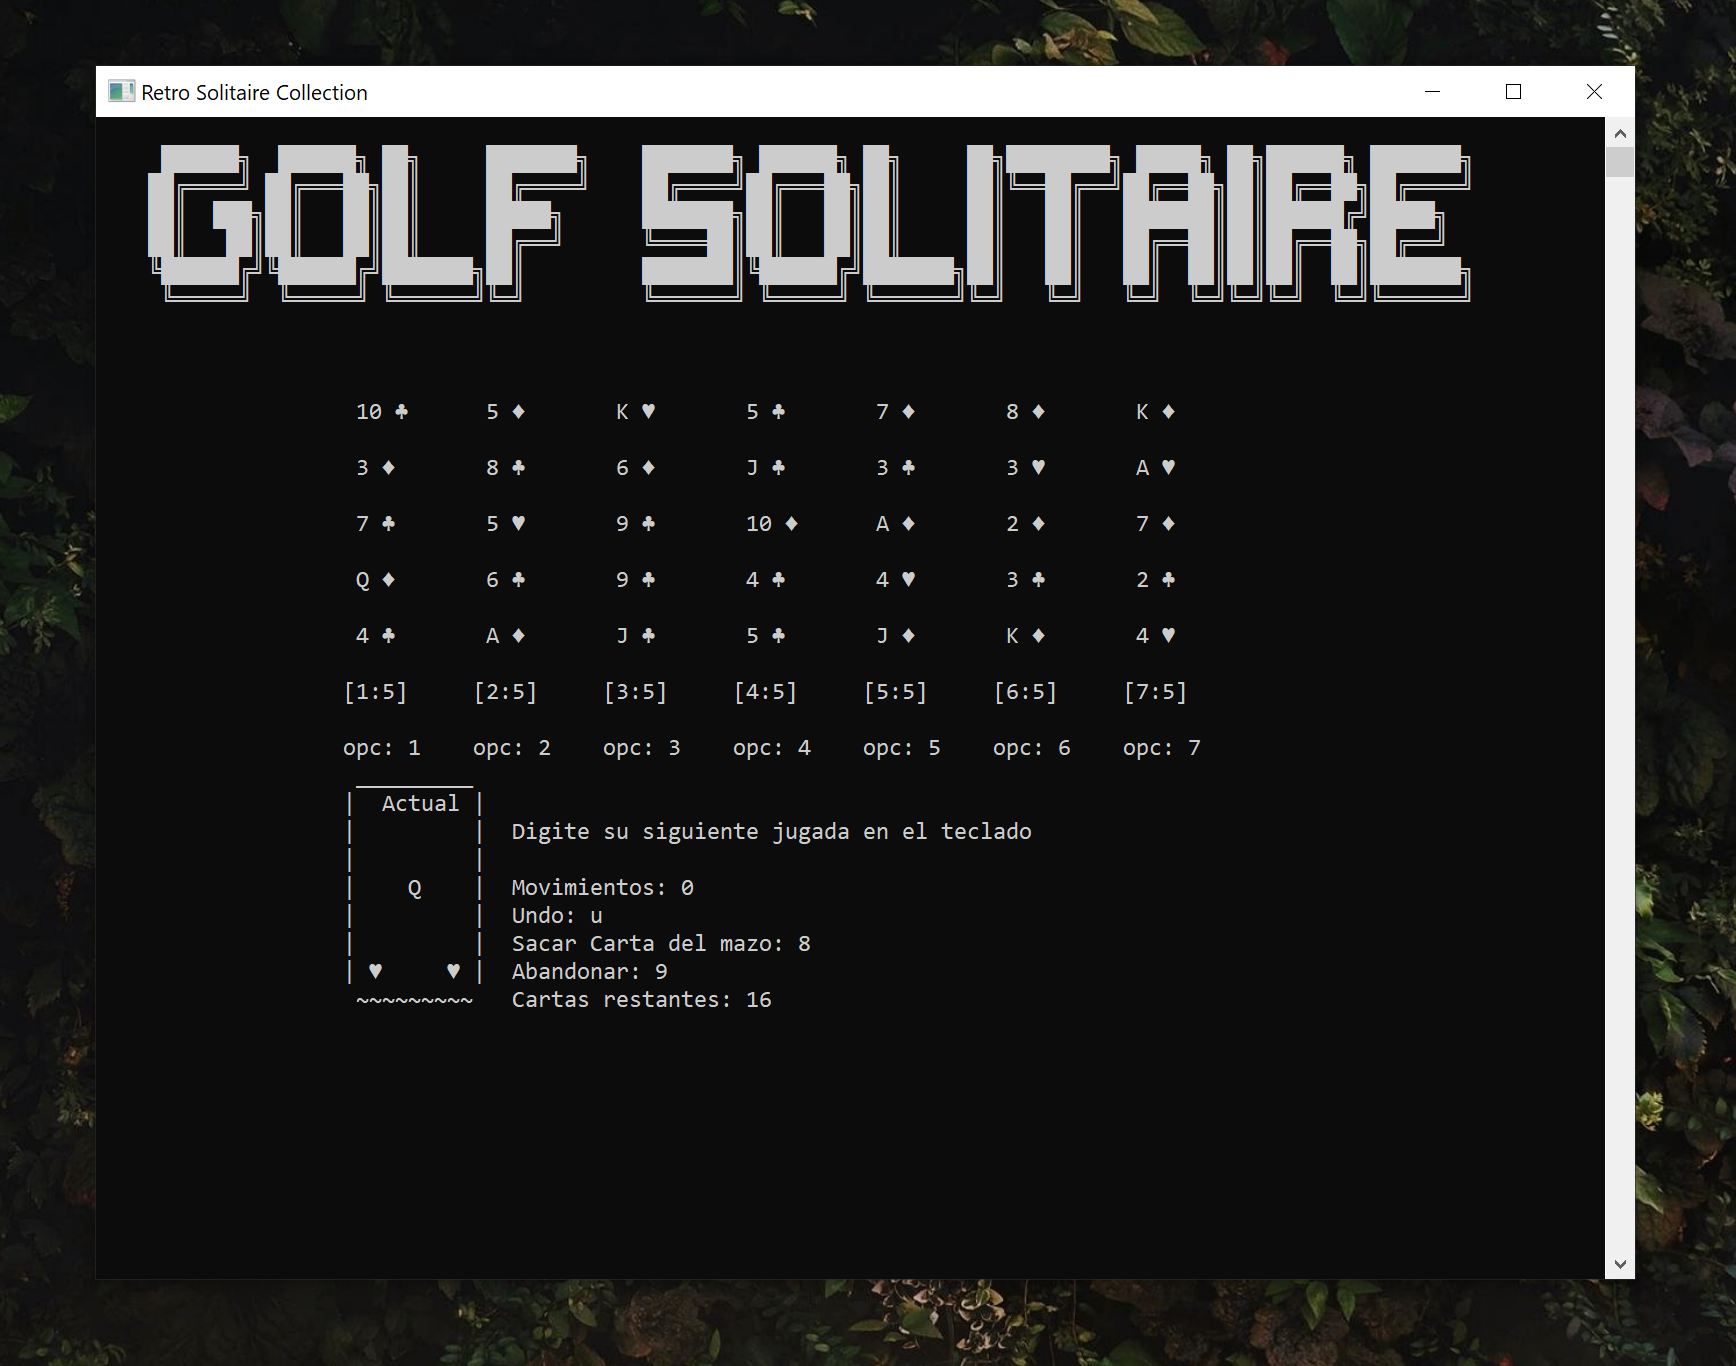 Retro Solitaire Collection
GOLF SOLITAIRE
10 ♣ 5 ♦ K ♥ 5 ♣ 7 ♦ 8 ♦ K ♦
3 ♦ 8 ♣ 6 ♦ J ♣ 3 ♣ 3 ♥ A ♥
7 ♣ 5 ♥ 9 ♣ 10 ♦ A ♦ 2 ♦ 7 ♦
Q ♦ 6 ♣ 9 ♣ 4 ♣ 4 ♥ 3 ♣ 2 ♣
4 ♣ A ♦ J ♣ 5 ♣ J ♦ K ♦ 4 ♥
[1:5] [2:5] [3:5] [4:5] [5:5] [6:5] [7:5]
opc: 1 opc: 2 opc: 3 opc: 4 opc: 5 opc: 6 opc: 7
Actual
Digite su siguiente jugada en el teclado
Q Movimientos: 0
Undo: u
Sacar Carta del mazo: 8
♥ ♥ Abandonar: 9
~~~~~~~~~ Cartas restantes: 16